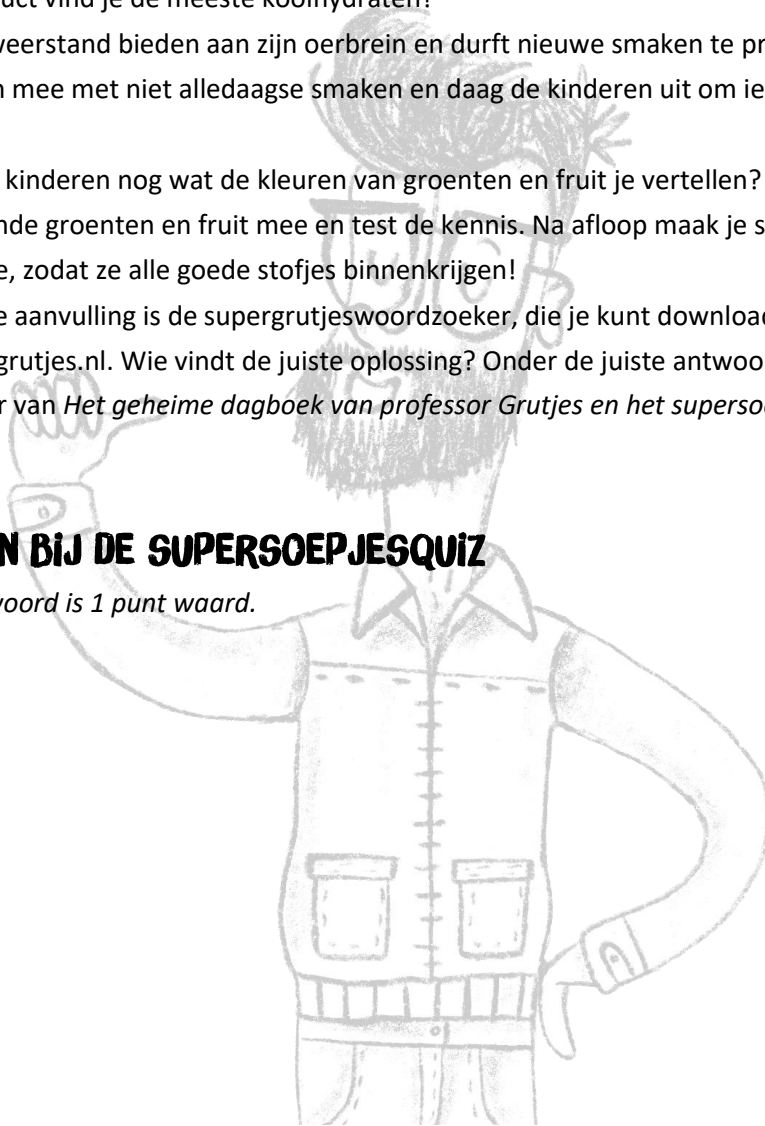 uct vind je de meeste koolhydraten?
weerstand bieden aan zijn oerbrein en durft nieuwe smaken te pr
n mee met niet alledaagse smaken en daag de kinderen uit om ie
kinderen nog wat de kleuren van groenten en fruit je vertellen?
nde groenten en fruit mee en test de kennis. Na afloop maak je s
e, zodat ze alle goede stofjes binnenkrijgen!
e aanvulling is de supergrutjeswoordzoeker, die je kunt downloa
grutjes.nl. Wie vindt de juiste oplossing? Onder de juiste antwoo
r van Het geheime dagboek van professor Grutjes en het superso
N BIJ DE SUPERSOEPJESQUIZ
woord is 1 punt waard.